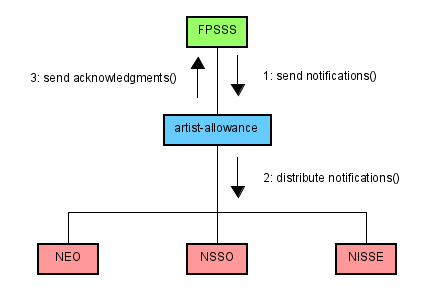 FPSSS
3: send acknowledgments()
1: send notifications()
artist-allowance
2: distribute notifications()
NEO
NSSO
NISSE